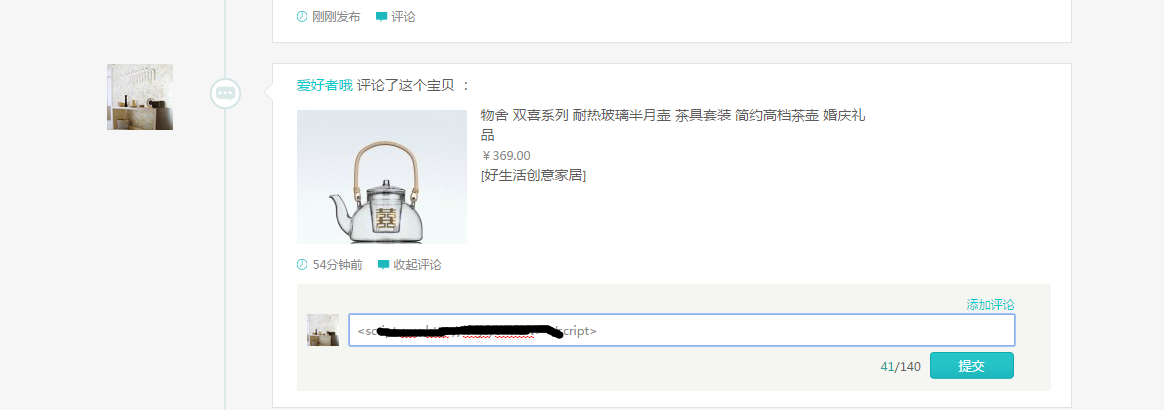 刚刚发布 评论
爱好者哦 评论了这个宝贝 ：
物舍 双喜系列 耐热玻璃半月壶 茶具套装 简约高档茶壶 婚庆礼
品
￥369.00
[好生活创意家居]
囍
54分钟前 收起评论
添加评论
<sc cript>
41/140 提交